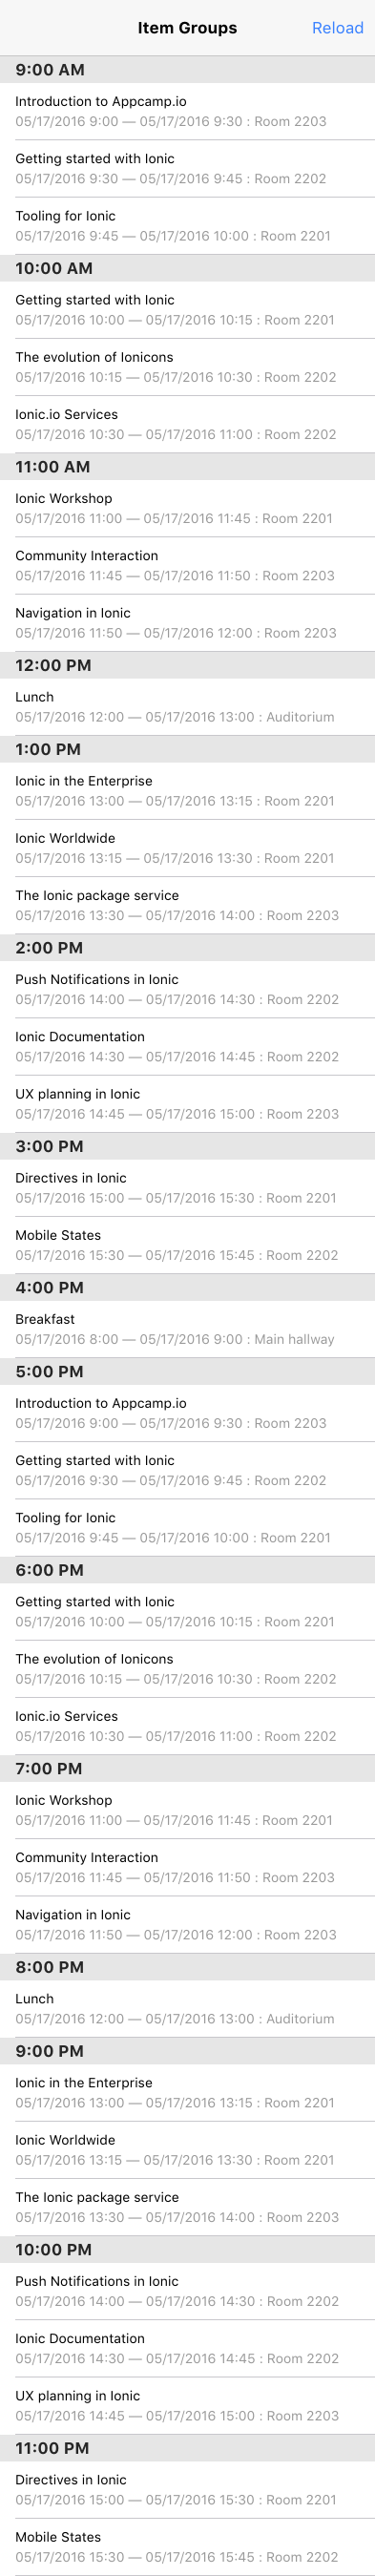 Item Groups
Reload
9:00 AM
Introduction to Appcamp.io
05/17/2016 9:00 — 05/17/2016 9:30 : Room 2203
Getting started with Ionic
05/17/2016 9:30 — 05/17/2016 9:45 : Room 2202
Tooling for Ionic
05/17/2016 9:45 — 05/17/2016 10:00 : Room 2201
10:00 AM
Getting started with Ionic
05/17/2016 10:00 — 05/17/2016 10:15 : Room 2201
The evolution of Ionicons
05/17/2016 10:15 — 05/17/2016 10:30 : Room 2202
Ionic.io Services
05/17/2016 10:30 — 05/17/2016 11:00 : Room 2202
11:00 AM
Ionic Workshop
05/17/2016 11:00 — 05/17/2016 11:45 : Room 2201
Community Interaction
05/17/2016 11:45 — 05/17/2016 11:50 : Room 2203
Navigation in Ionic
05/17/2016 11:50 — 05/17/2016 12:00 : Room 2203
12:00 PM
Lunch
05/17/2016 12:00 — 05/17/2016 13:00 : Auditorium
1:00 PM
Ionic in the Enterprise
05/17/2016 13:00 — 05/17/2016 13:15 : Room 2201
Ionic Worldwide
05/17/2016 13:15 — 05/17/2016 13:30 : Room 2201
The Ionic package service
05/17/2016 13:30 — 05/17/2016 14:00 : Room 2203
2:00 PM
Push Notifications in Ionic
05/17/2016 14:00 — 05/17/2016 14:30 : Room 2202
Ionic Documentation
05/17/2016 14:30 — 05/17/2016 14:45 : Room 2202
UX planning in Ionic
05/17/2016 14:45 — 05/17/2016 15:00 : Room 2203
3:00 PM
Directives in Ionic
05/17/2016 15:00 — 05/17/2016 15:30 : Room 2201
Mobile States
05/17/2016 15:30 — 05/17/2016 15:45 : Room 2202
4:00 PM
Breakfast
05/17/2016 8:00 — 05/17/2016 9:00 : Main hallway
5:00 PM
Introduction to Appcamp.io
05/17/2016 9:00 — 05/17/2016 9:30 : Room 2203
Getting started with Ionic
05/17/2016 9:30 — 05/17/2016 9:45 : Room 2202
Tooling for Ionic
05/17/2016 9:45 — 05/17/2016 10:00 : Room 2201
6:00 PM
Getting started with Ionic
05/17/2016 10:00 — 05/17/2016 10:15 : Room 2201
The evolution of Ionicons
05/17/2016 10:15 — 05/17/2016 10:30 : Room 2202
Ionic.io Services
05/17/2016 10:30 — 05/17/2016 11:00 : Room 2202
7:00 PM
Ionic Workshop
05/17/2016 11:00 — 05/17/2016 11:45 : Room 2201
Community Interaction
05/17/2016 11:45 — 05/17/2016 11:50 : Room 2203
Navigation in Ionic
05/17/2016 11:50 — 05/17/2016 12:00 : Room 2203
8:00 PM
Lunch
05/17/2016 12:00 — 05/17/2016 13:00 : Auditorium
9:00 PM
Ionic in the Enterprise
05/17/2016 13:00 — 05/17/2016 13:15 : Room 2201
Ionic Worldwide
05/17/2016 13:15 — 05/17/2016 13:30 : Room 2201
The Ionic package service
05/17/2016 13:30 — 05/17/2016 14:00 : Room 2203
10:00 PM
Push Notifications in Ionic
05/17/2016 14:00 — 05/17/2016 14:30 : Room 2202
Ionic Documentation
05/17/2016 14:30 — 05/17/2016 14:45 : Room 2202
UX planning in Ionic
05/17/2016 14:45 — 05/17/2016 15:00 : Room 2203
11:00 PM
Directives in Ionic
05/17/2016 15:00 — 05/17/2016 15:30 : Room 2201
Mobile States
05/17/2016 15:30 — 05/17/2016 15:45 : Room 2202